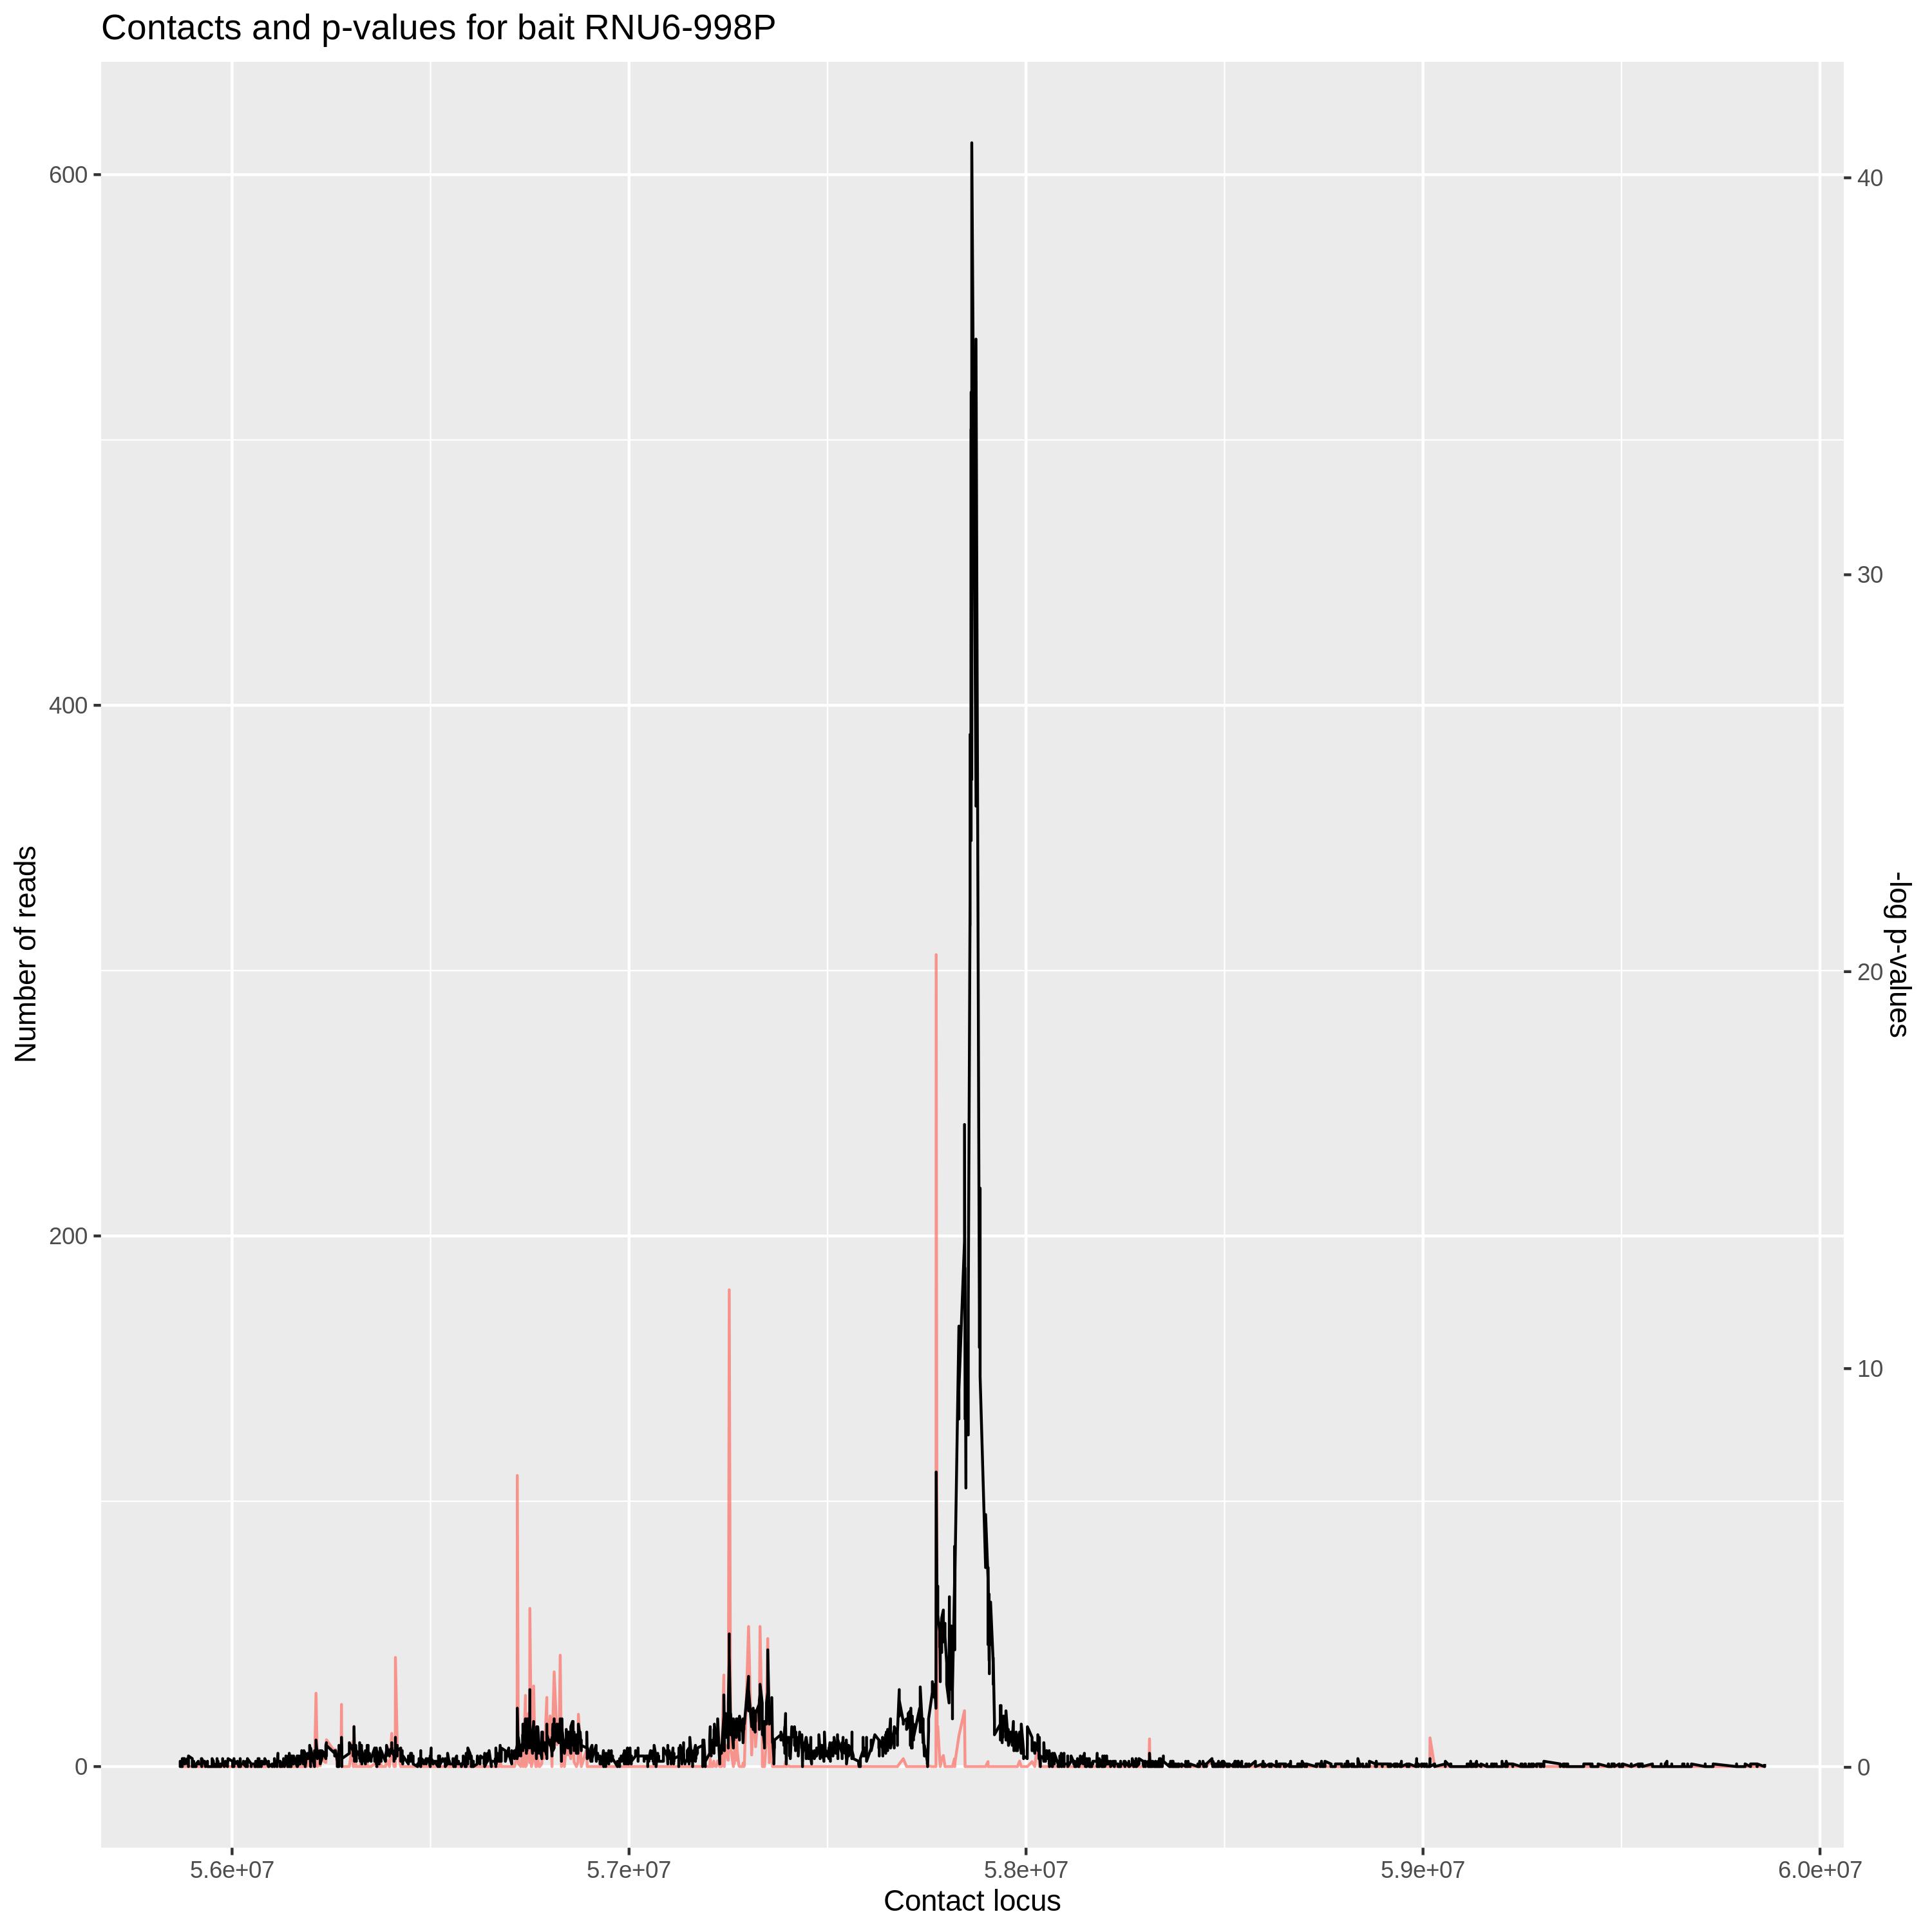 Contacts and p-values for bait RNU6-998P
600
400
200
0
40
30
20
10
0
Number of reads
-log p-values
5.6e+07 5.7e+07 5.8e+07 5.9e+07 6.0e+07
Contact locus